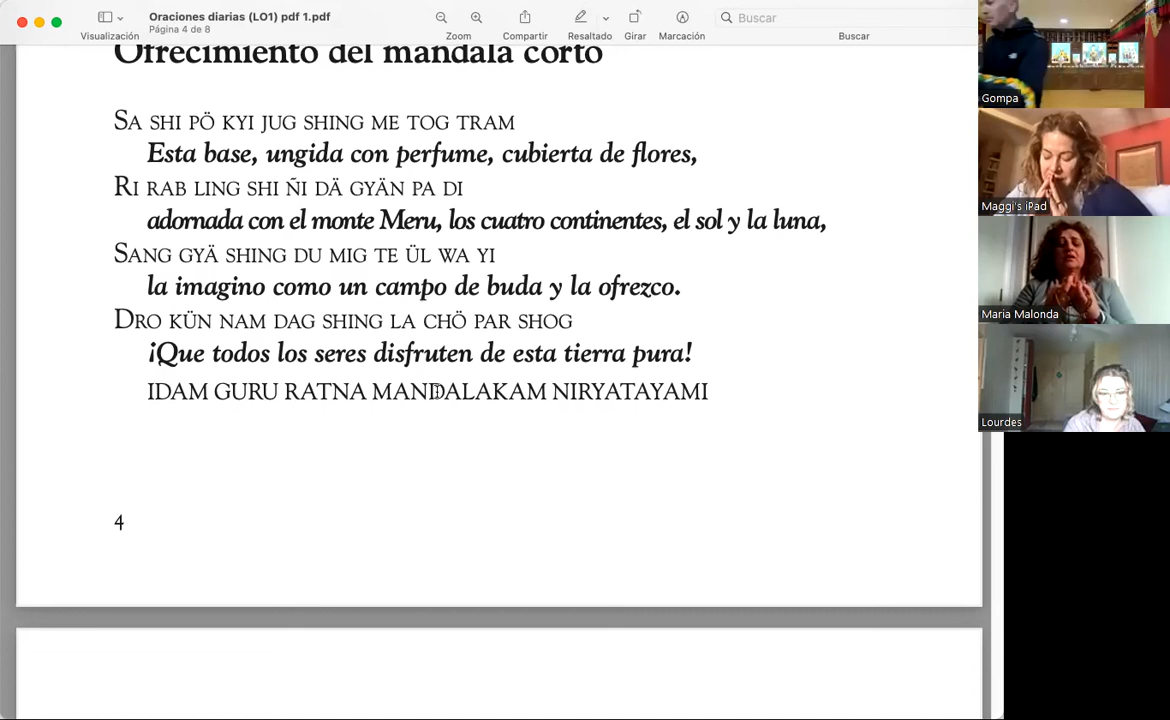 Oraciones diarias (LO1) pdf 1.pdf
Página 4 de 8
Visualización
Zoom
Compartir
Resaltado
Girar
Marcación
Buscar
Buscar
Ofrecimiento del mandala corto
SA SHI PÖ KYI JUG SHING ME TOG TRAM
Esta base, ungida con perfume, cubierta de flores,
RI RAB LING SHI ÑI DÄ GYÄN PA DI
adornada con el monte Meru, los cuatro continentes, el sol y la luna,
SANG GYÄ SHING DU MIG TE ÜL WA YI
la imagino como un campo de buda y la ofrezco.
DRO KÜN NAM DAG SHING LA CHÖ PAR SHOG
¡Que todos los seres disfruten de esta tierra pura!
IDAM GURU RATNA MANDALAKAM NIRYATAYAMI
4
Gompa
Maggi's iPad
Maria Malonda
Lourdes